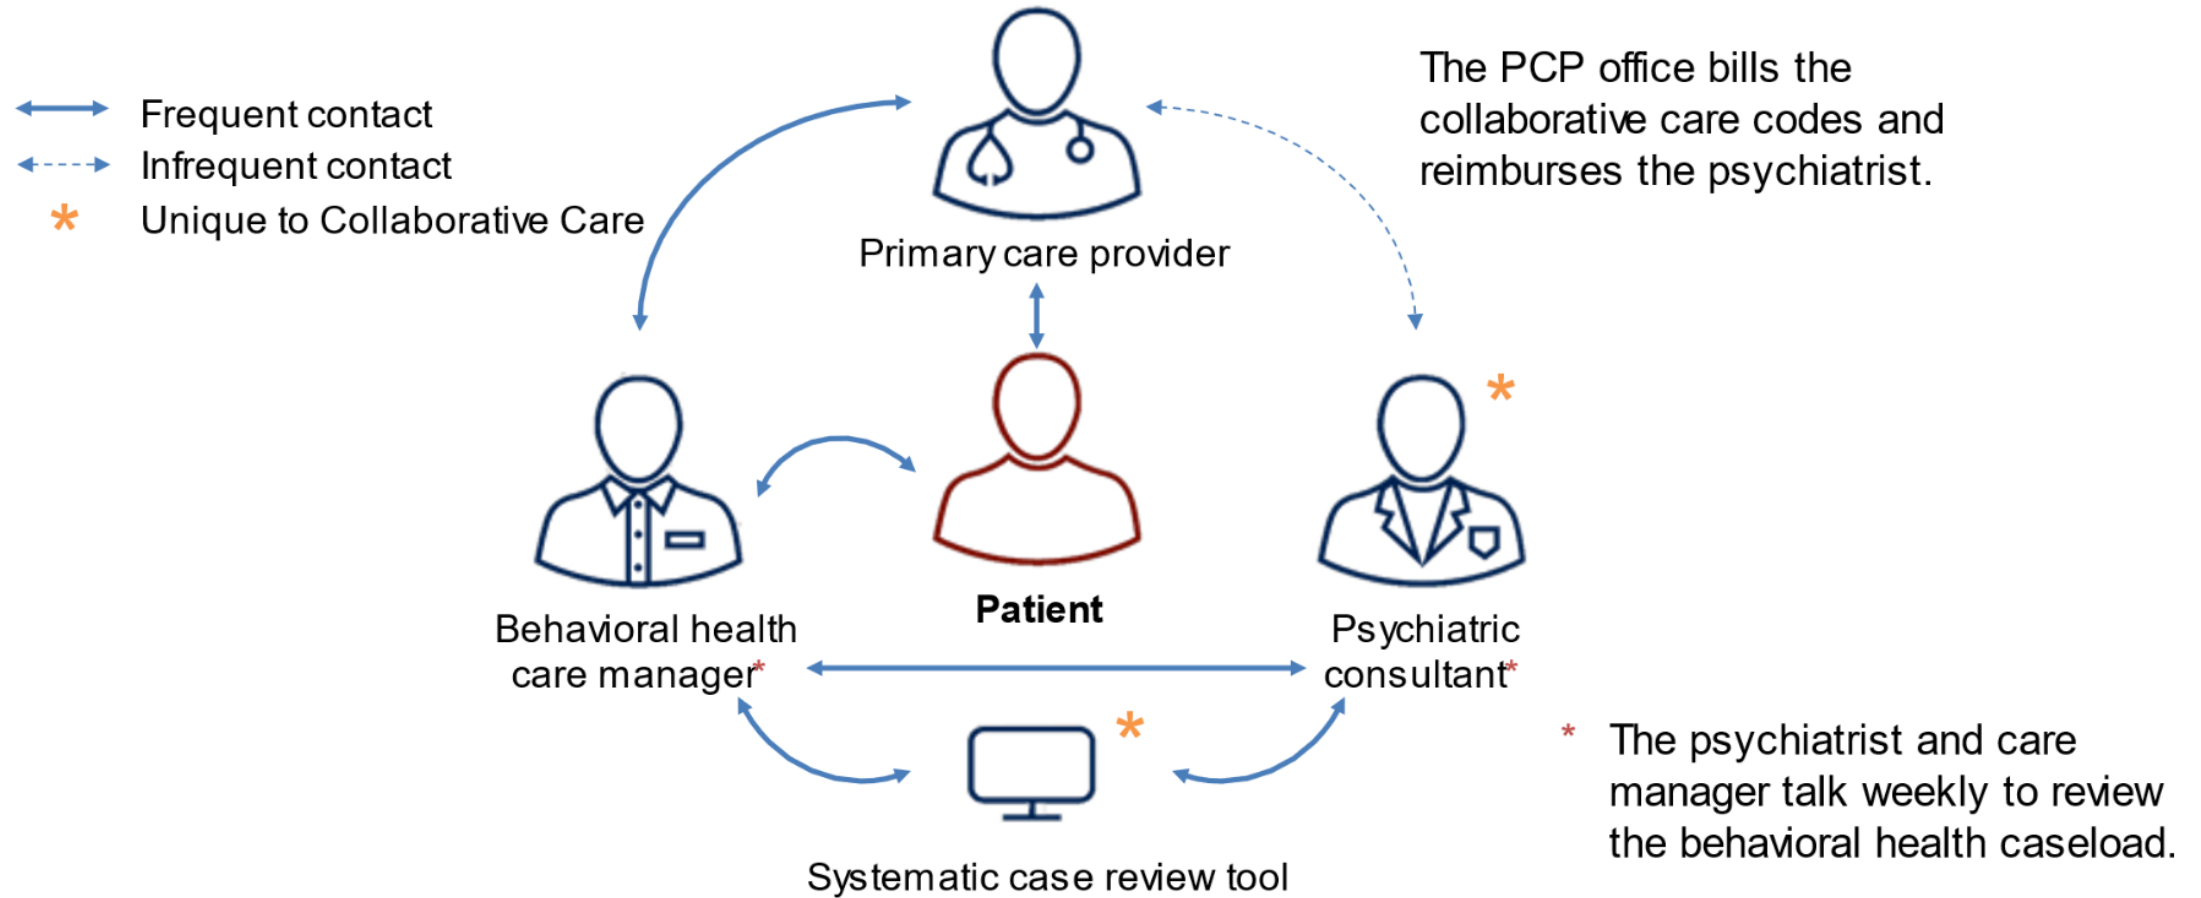 The PCP office bills the
collaborative care codes and
reimburses the psychiatrist.
Frequent contact
Infrequent contact
* Unique to Collaborative Care
Primary care provider
*
Behavioral health
care manager*
Patient
Psychiatric
consultant*
*
Systematic case review tool
* The psychiatrist and care
manager talk weekly to review
the behavioral health caseload.